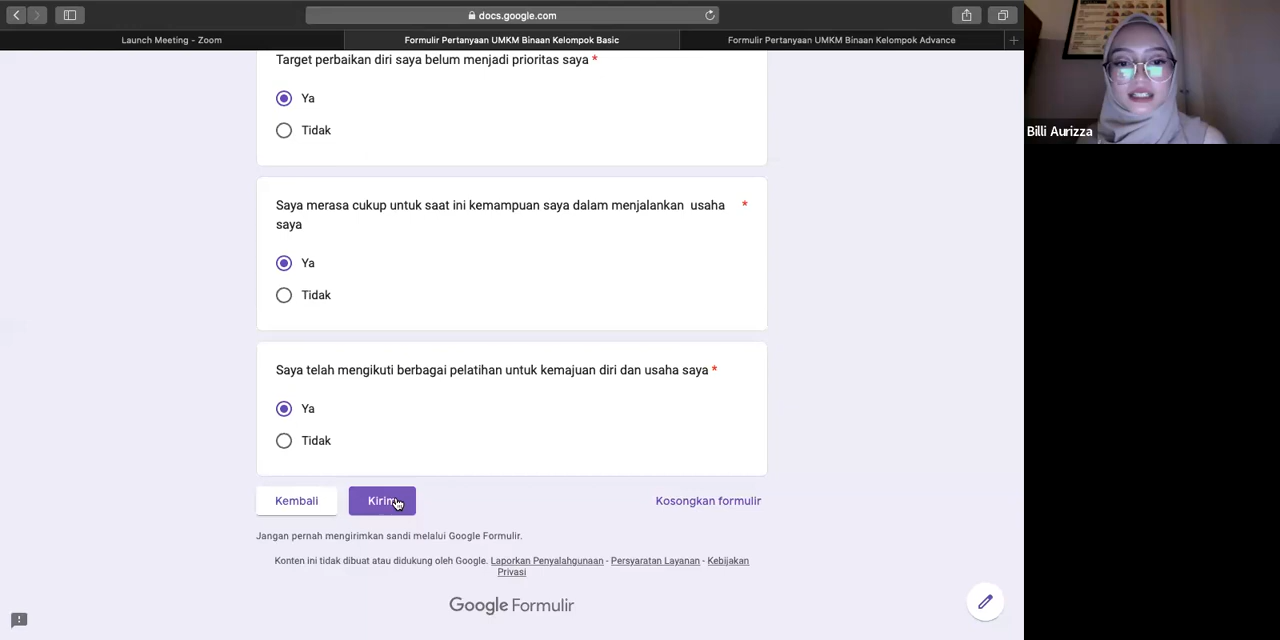 docs.google.com
Launch Meeting - Zoom
Formulir Pertanyaan UMKM Binaan Kelompok Basic
Formulir Pertanyaan UMKM Binaan Kelompok Advance
Target perbaikan diri saya belum menjadi prioritas saya *
Ya
Tidak
Saya merasa cukup untuk saat ini kemampuan saya dalam menjalankan usaha *
saya
Ya
Tidak
Saya telah mengikuti berbagai pelatihan untuk kemajuan diri dan usaha saya *
Ya
Tidak
Kembali
Kirim
Kosongkan formulir
Jangan pernah mengirimkan sandi melalui Google Formulir.
Konten ini tidak dibuat atau didukung oleh Google. Laporkan Penyalahgunaan - Persyaratan Layanan - Kebijakan
Privasi
Google Formulir
Billi Aurizza